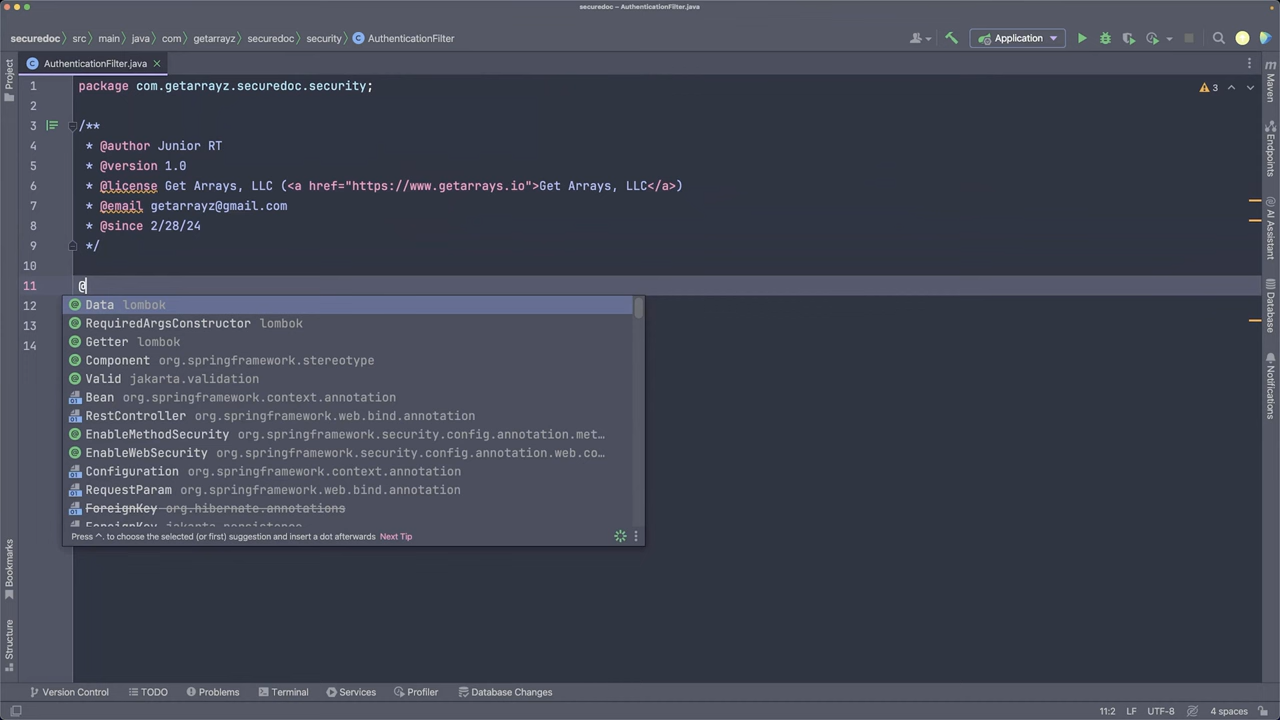 securedoc – AuthenticationFilter.java
securedoc src main java com getarrayz securedoc security AuthenticationFilter
Application
AuthenticationFilter.java
Project
Bookmarks
Structure
1 package com.getarrayz.securedoc.security;
2
3 /**
4 * @author Junior RT
5 * @version 1.0
6 * @license Get Arrays, LLC (<a href="https://www.getarrays.io">Get Arrays, LLC</a>)
7 * @email getarrayz@gmail.com
8 * @since 2/28/24
9 */
10
11 @
12
13
14
Data lombok
RequiredArgsConstructor lombok
Getter lombok
Component org.springframework.stereotype
Valid jakarta.validation
Bean org.springframework.context.annotation
RestController org.springframework.web.bind.annotation
EnableMethodSecurity org.springframework.security.config.annotation.met…
EnableWebSecurity org.springframework.security.config.annotation.web.co…
Configuration org.springframework.context.annotation
RequestParam org.springframework.web.bind.annotation
ForeignKey org.hibernate.annotations
ForeignKey jakarta.persistence
Press ^. to choose the selected (or first) suggestion and insert a dot afterwards Next Tip
3
Maven
Endpoints
AI Assistant
Database
Notifications
Version Control TODO Problems Terminal Services Profiler Database Changes
11:2 LF UTF-8 4 spaces